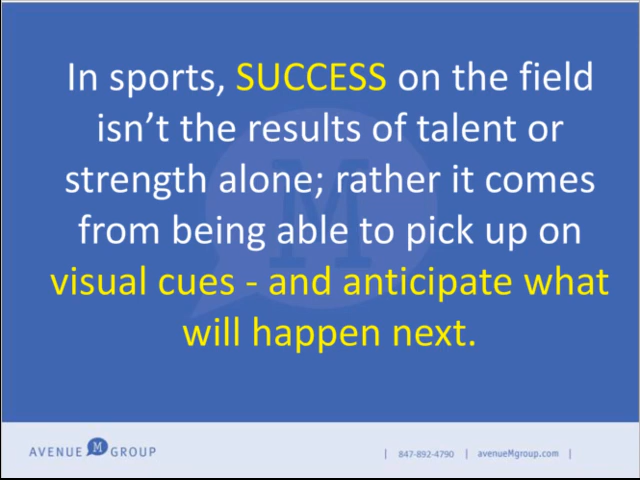 In sports, SUCCESS on the field
isn’t the results of talent or
strength alone; rather it comes
from being able to pick up on
visual cues - and anticipate what
will happen next.
AVENUE M GROUP
| 847-892-4790 | avenueMgroup.com |